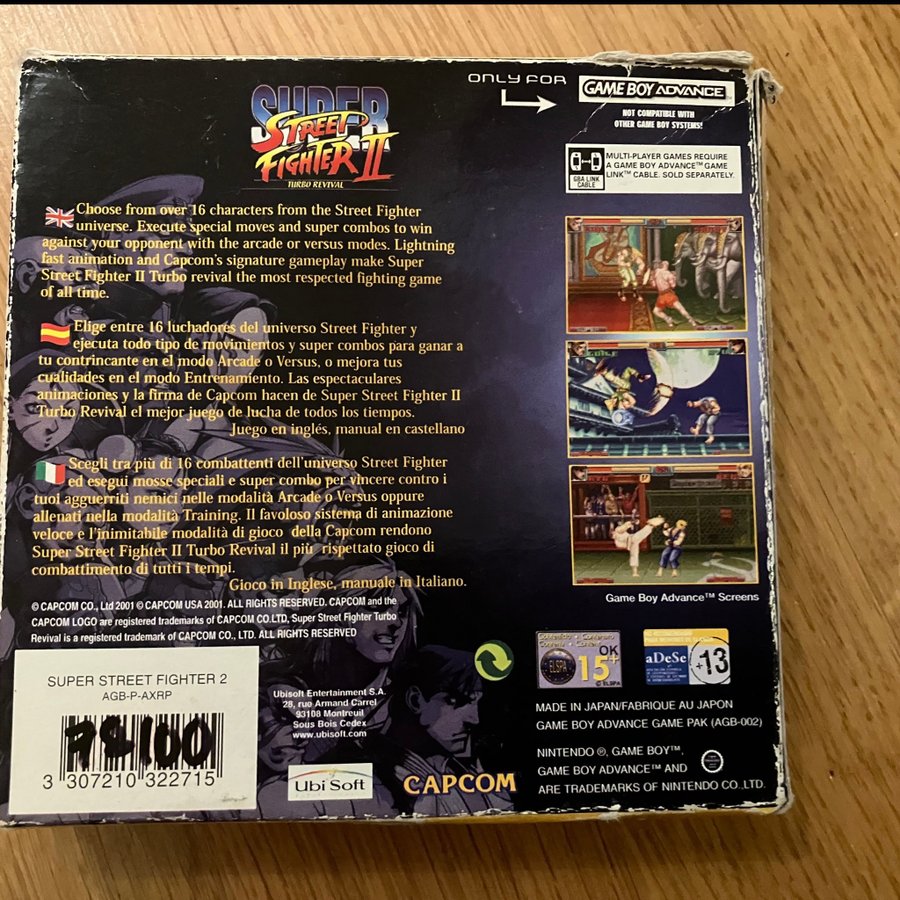 ONLY FOR
GAME BOY ADVANCE
NOT COMPATIBLE WITH
OTHER GAME BOY SYSTEMS!
SUPER
STREET
FIGHTER II
TURBO REVIVAL
GBA LINK
CABLE
MULTI-PLAYER GAMES REQUIRE
A GAME BOY ADVANCE™ GAME
LINK™ CABLE. SOLD SEPARATELY.
Choose from over 16 characters from the Street Fighter
universe. Execute special moves and super combos to win
against your opponent with the arcade or versus modes. Lightning
fast animation and Capcom's signature gameplay make Super
Street Fighter II Turbo revival the most respected fighting game
of all time.
Elige entre 16 luchadores del universo Street Fighter y
ejecuta todo tipo de movimientos y super combos para ganar a
tu contrincante en el modo Arcade o Versus, o mejora tus
cualidades en el modo Entrenamiento. Las espectaculares
animaciones y la firma de Capcom hacen de Super Street Fighter II
Turbo Revival el mejor juego de lucha de todos los tiempos.
Juego en inglés, manual en castellano
Scegli tra più di 16 combattenti dell'universo Street Fighter
ed esegui mosse speciali e super combo per vincere contro i
tuoi agguerriti nemici nelle modalità Arcade o Versus oppure
allenati nella modalità Training. Il favoloso sistema di animazione
veloce e l'inimitabile modalità di gioco della Capcom rendono
Super Street Fighter II Turbo Revival il più rispettato gioco di
combattimento di tutti i tempi.
Gioco in Inglese, manuale in Italiano.
Game Boy Advance™ Screens
© CAPCOM CO., Ltd 2001 © CAPCOM USA 2001. ALL RIGHTS RESERVED. CAPCOM and the
CAPCOM LOGO are registered trademarks of CAPCOM CO.LTD, Super Street Fighter Turbo
Revival is a registered trademark of CAPCOM CO., LTD. ALL RIGHTS RESERVED
SUPER STREET FIGHTER 2
AGB-P-AXRP
3 307210 322715
Ubisoft Entertainment S.A.
28, rue Armand Carrel
93108 Montreuil
Sous Bois Cedex
www.ubisoft.com
Ubi Soft
CAPCOM
ELSPA
15+
OK
© ELSPA
aDeSe
+13
MADE IN JAPAN/FABRIQUE AU JAPON
GAME BOY ADVANCE GAME PAK (AGB-002)
NINTENDO ®, GAME BOY™,
GAME BOY ADVANCE™ AND
ARE TRADEMARKS OF NINTENDO CO.,LTD.